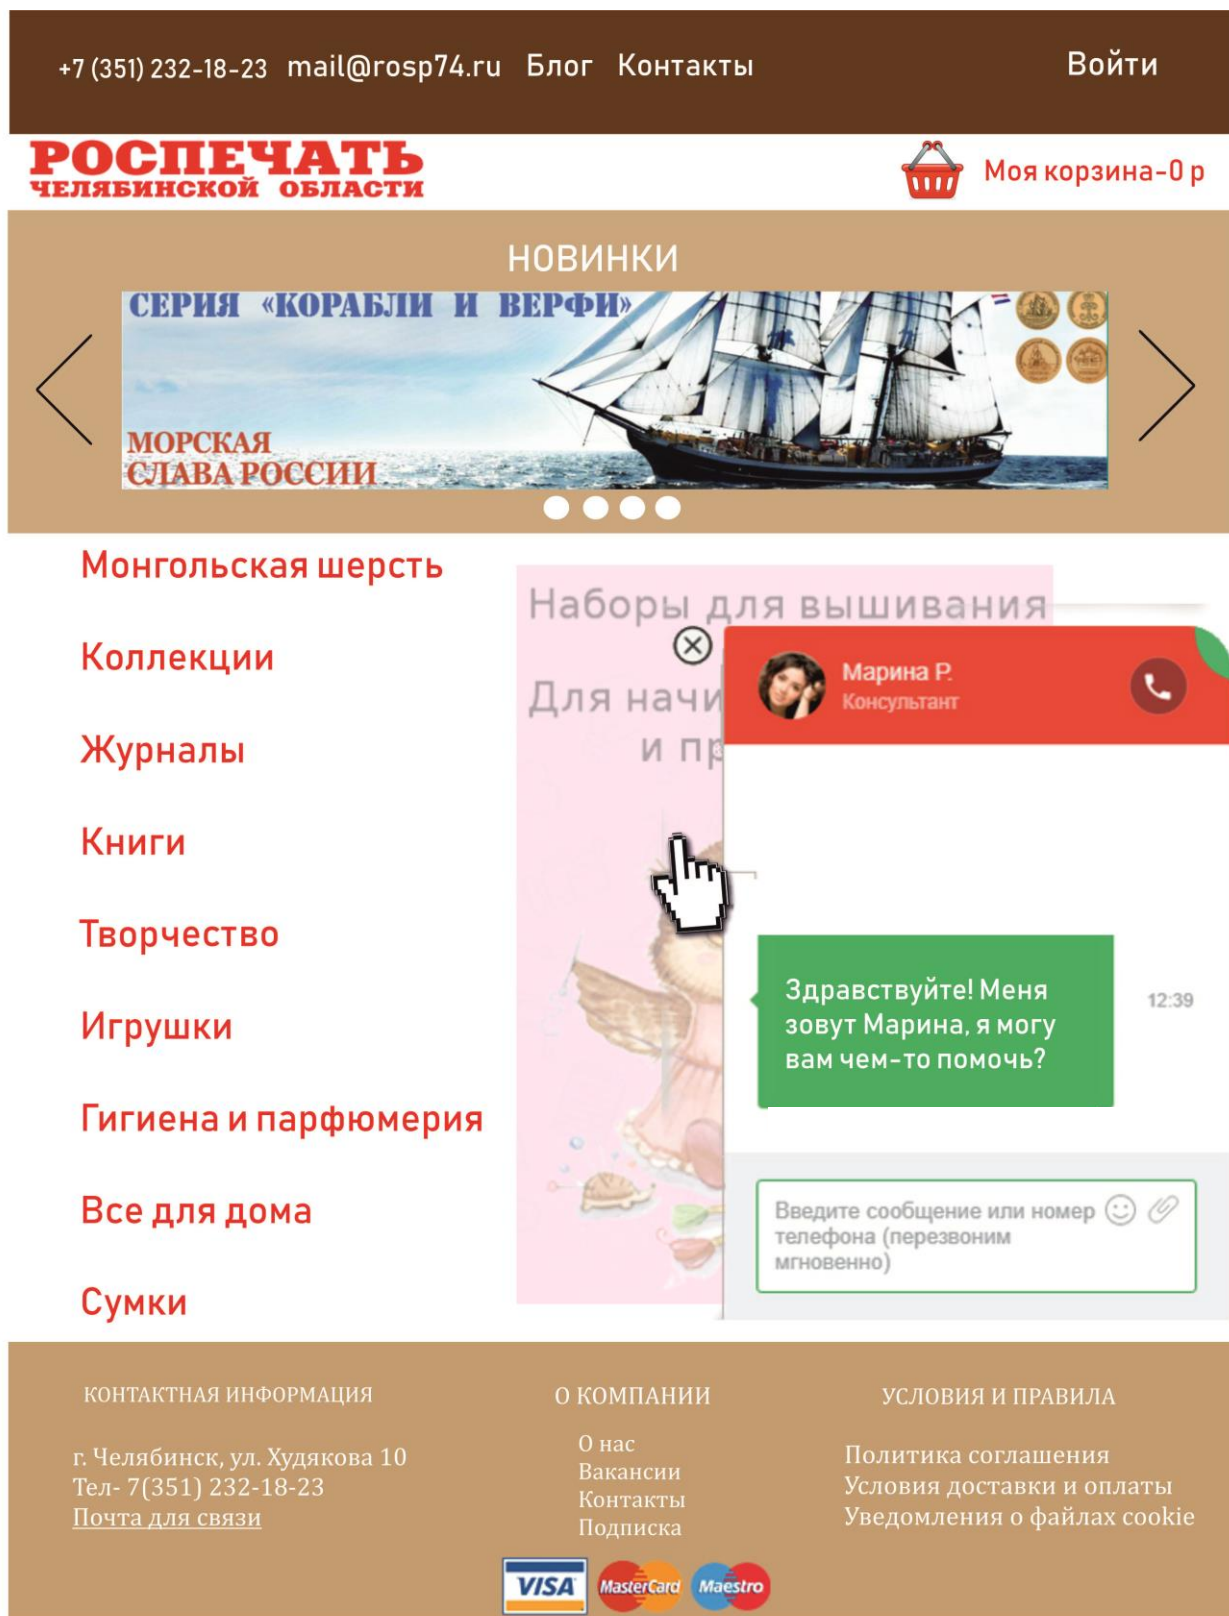 +7 (351) 232-18-23 mail@rosp74.ru Блог Контакты Войти
РОСПЕЧАТЬ
ЧЕЛЯБИНСКОЙ ОБЛАСТИ
Моя корзина-0 р
НОВИНКИ
СЕРИЯ «КОРАБЛИ И ВЕРФИ»
МОРСКАЯ
СЛАВА РОССИИ
Монгольская шерсть
Коллекции
Журналы
Книги
Творчество
Игрушки
Гигиена и парфюмерия
Все для дома
Сумки
Наборы для вышивания
Для начи
и пр
Марина Р.
Консультант
Здравствуйте! Меня
зовут Марина, я могу
вам чем-то помочь?
12:39
Введите сообщение или номер
телефона (перезвоним
мгновенно)
КОНТАКТНАЯ ИНФОРМАЦИЯ
г. Челябинск, ул. Худякова 10
Тел- 7(351) 232-18-23
Почта для связи
О КОМПАНИИ
О нас
Вакансии
Контакты
Подписка
УСЛОВИЯ И ПРАВИЛА
Политика соглашения
Условия доставки и оплаты
Уведомления о файлах cookie
VISA MasterCard Maestro